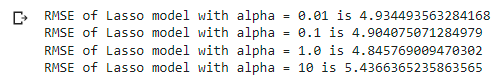 RMSE of Lasso model with alpha = 0.01 is 4.934493563284168
RMSE of Lasso model with alpha = 0.1 is 4.904075071284979
RMSE of Lasso model with alpha = 1.0 is 4.845769009470302
RMSE of Lasso model with alpha = 10 is 5.4366365235863565